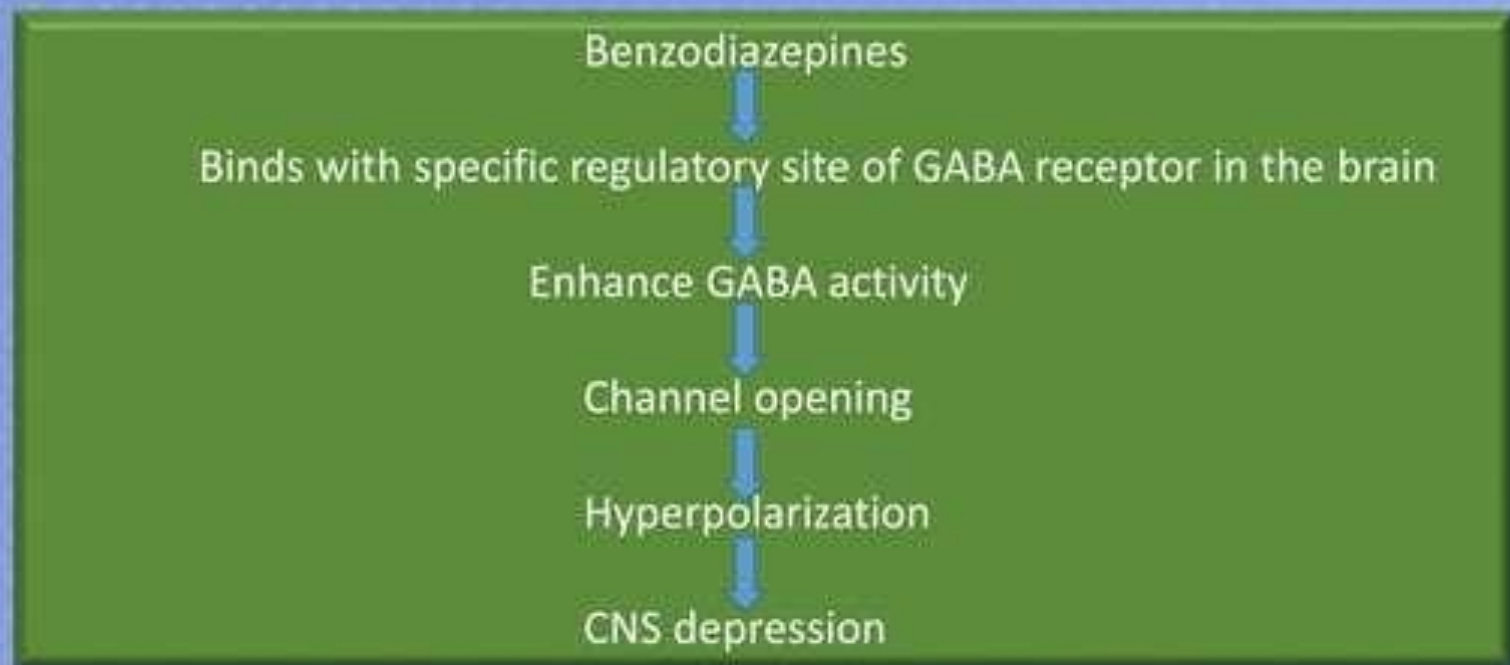 Benzodiazepines
Binds with specific regulatory site of GABA receptor in the brain
Enhance GABA activity
Channel opening
Hyperpolarization
CNS depression